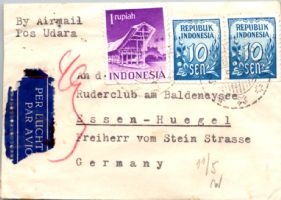 By Airmail
Pos Udara
1 rupiah
INDONESIA
REPUBLIK
INDONESIA
10
SEN
REPUBLIK
INDONESIA
10
SEN
PER LUCHTPOST
PAR AVION
An d.
Ruderclub am Baldeneysee
Essen-Huegel
Freiherr vom Stein Strasse
Germany